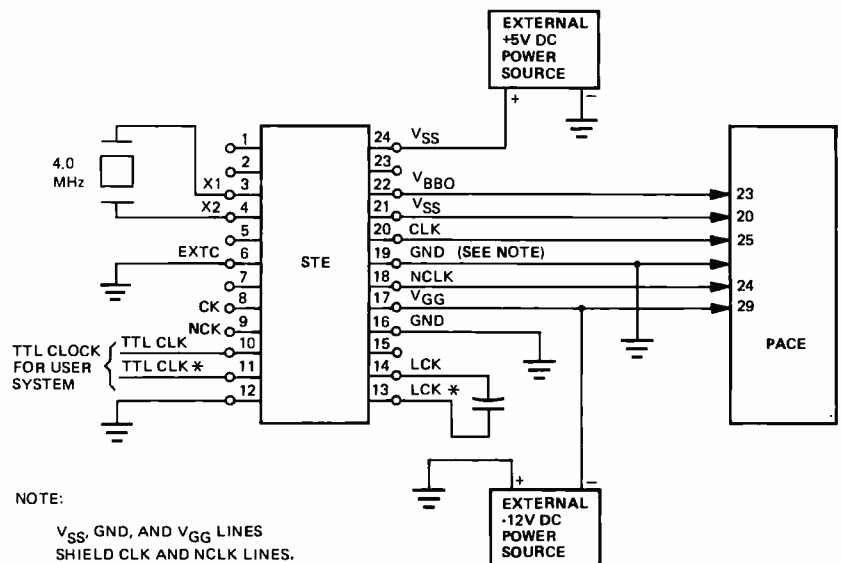 EXTERNAL
+5V DC
POWER
SOURCE
+ −
4.0
MHz
X1
X2
EXTC
CK
NCK
TTL CLOCK
FOR USER
SYSTEM
TTL CLK
TTL CLK *
1
2
3
4
5
6
7
8
9
10
11
12
STE
24 VSS
23
22 VBBO
21 VSS
20 CLK
19 GND (SEE NOTE)
18 NCLK
17 VGG
16 GND
15
14 LCK
13 LCK *
23
20
25
24
29
PACE
+ −
EXTERNAL
-12V DC
POWER
SOURCE
NOTE:
VSS, GND, AND VGG LINES
SHIELD CLK AND NCLK LINES.